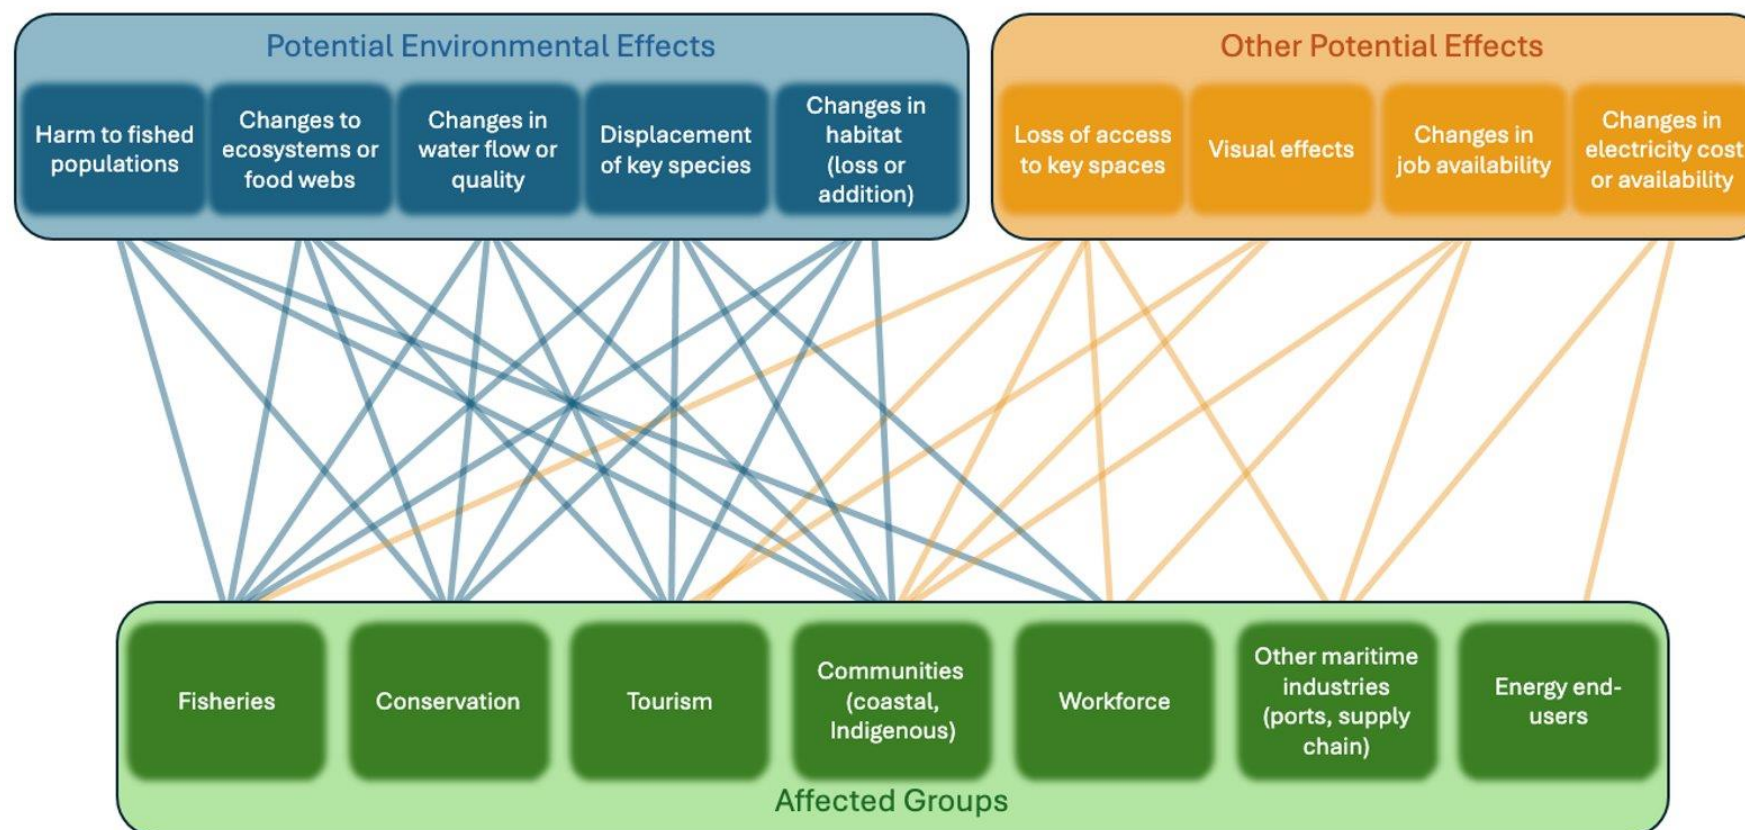 Potential Environmental Effects
Harm to fished
populations
Changes to
ecosystems or
food webs
Changes in
water flow or
quality
Displacement
of key species
Changes in
habitat
(loss or
addition)
Other Potential Effects
Loss of access
to key spaces
Visual effects
Changes in
job availability
Changes in
electricity cost
or availability
Fisheries
Conservation
Tourism
Communities
(coastal,
Indigenous)
Workforce
Other maritime
industries
(ports, supply
chain)
Energy end-
users
Affected Groups